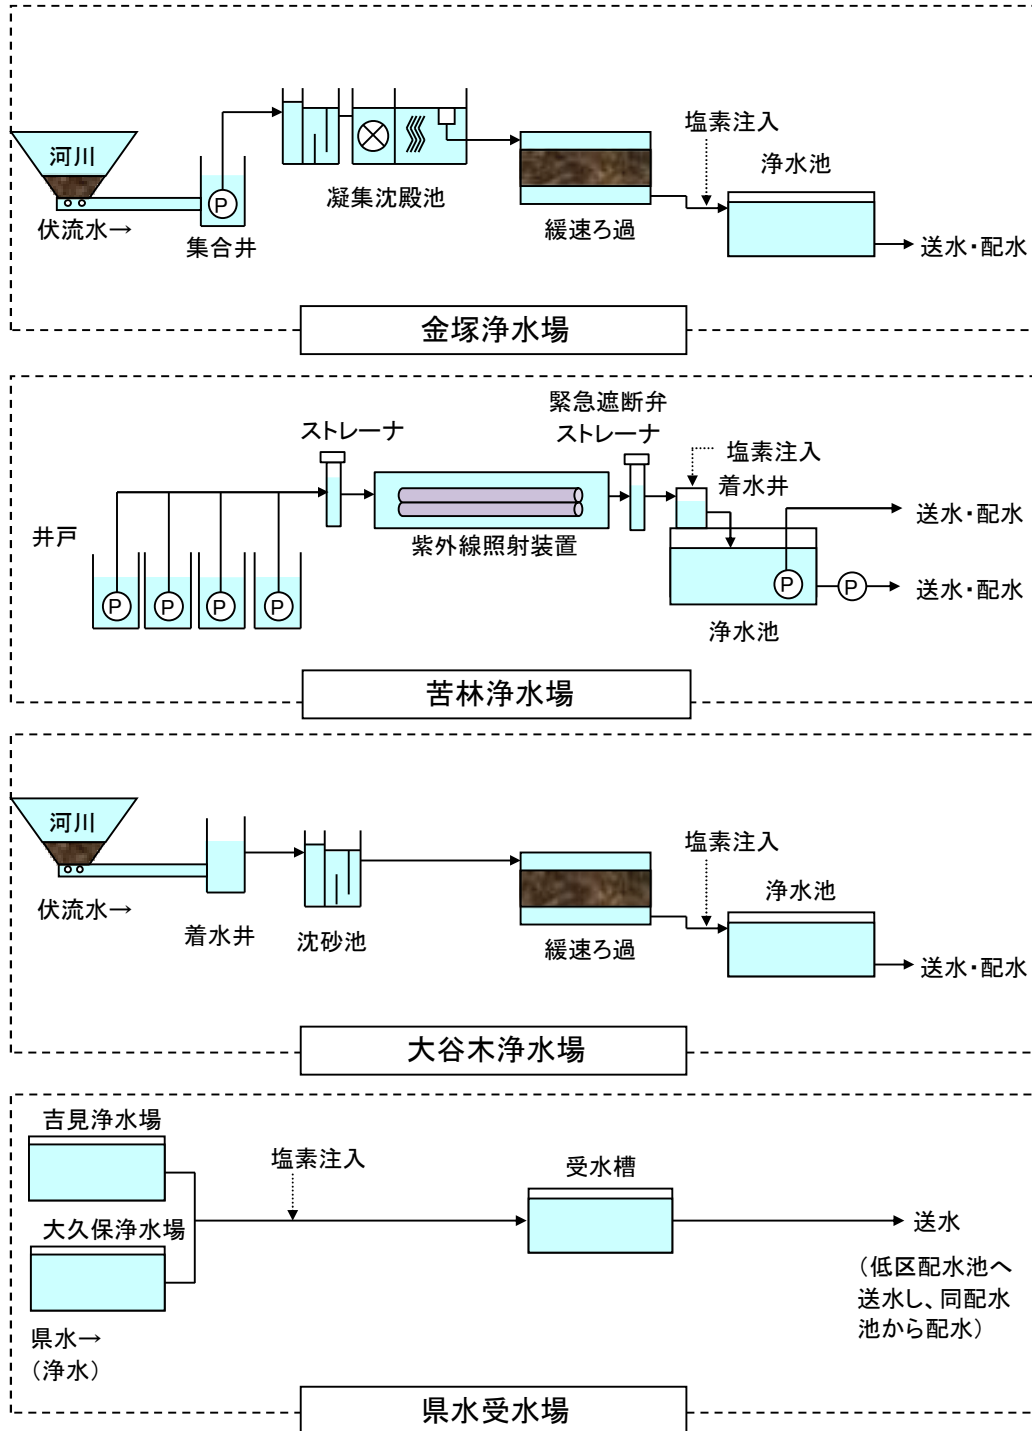 河川
伏流水→
P
集合井
凝集沈殿池
緩速ろ過
塩素注入
浄水池
送水・配水
金塚浄水場
井戸
P
P
P
P
ストレーナ
紫外線照射装置
緊急遮断弁
ストレーナ
塩素注入
着水井
P
P
浄水池
送水・配水
送水・配水
苦林浄水場
河川
伏流水→
着水井
沈砂池
緩速ろ過
塩素注入
浄水池
送水・配水
大谷木浄水場
吉見浄水場
大久保浄水場
県水→
（浄水）
塩素注入
受水槽
送水
（低区配水池へ
送水し、同配水
池から配水）
県水受水場